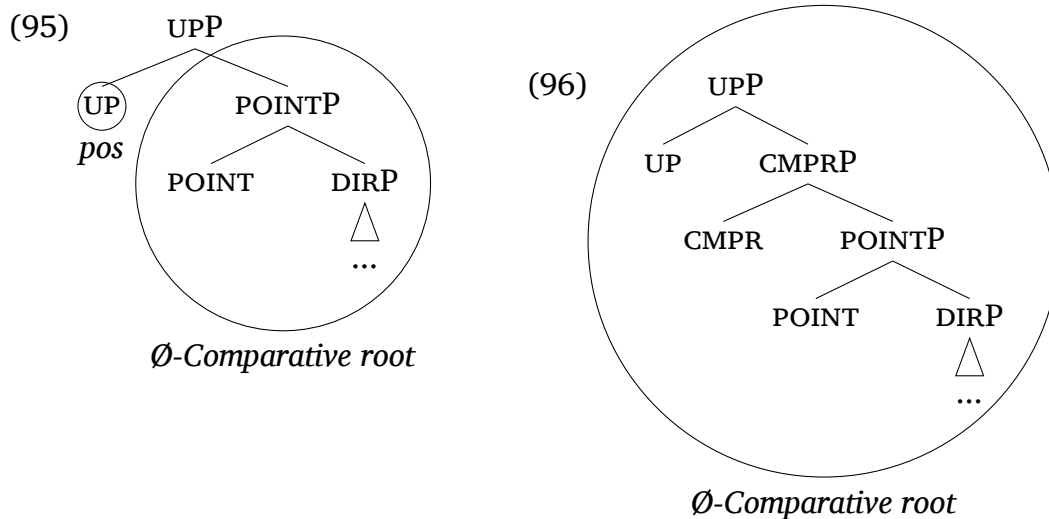 (95)
UPP
UP
pos
POINTP
POINT
DIRP
...
Ø-Comparative root
(96)
UPP
UP
CMPRP
CMPR
POINTP
POINT
DIRP
...
Ø-Comparative root